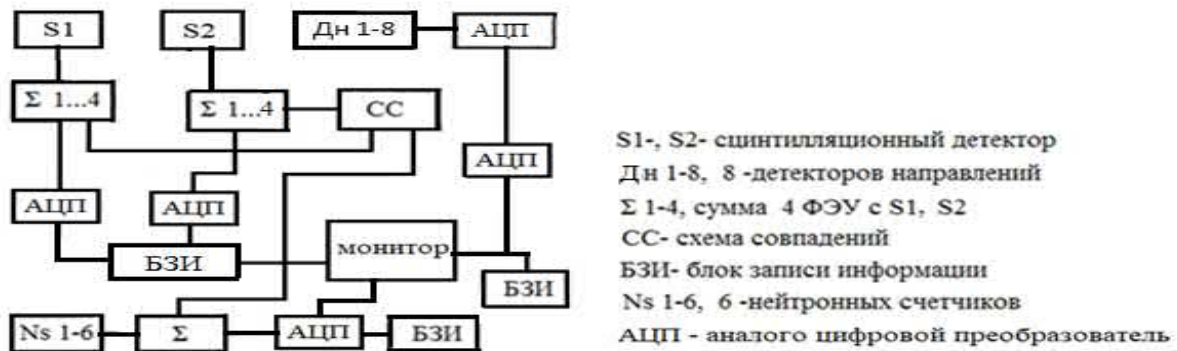 S1
S2
Дн 1-8
АЦП
Σ 1...4
Σ 1...4
СС
АЦП
АЦП
АЦП
БЗИ
монитор
БЗИ
Ns 1-6
Σ
АЦП
БЗИ
S1-, S2- сцинтилляционный детектор
Дн 1-8, 8 -детекторов направлений
Σ 1-4, сумма 4 ФЭУ с S1, S2
СС- схема совпадений
БЗИ- блок записи информации
Ns 1-6, 6 -нейтронных счетчиков
АЦП - аналого цифровой преобразователь